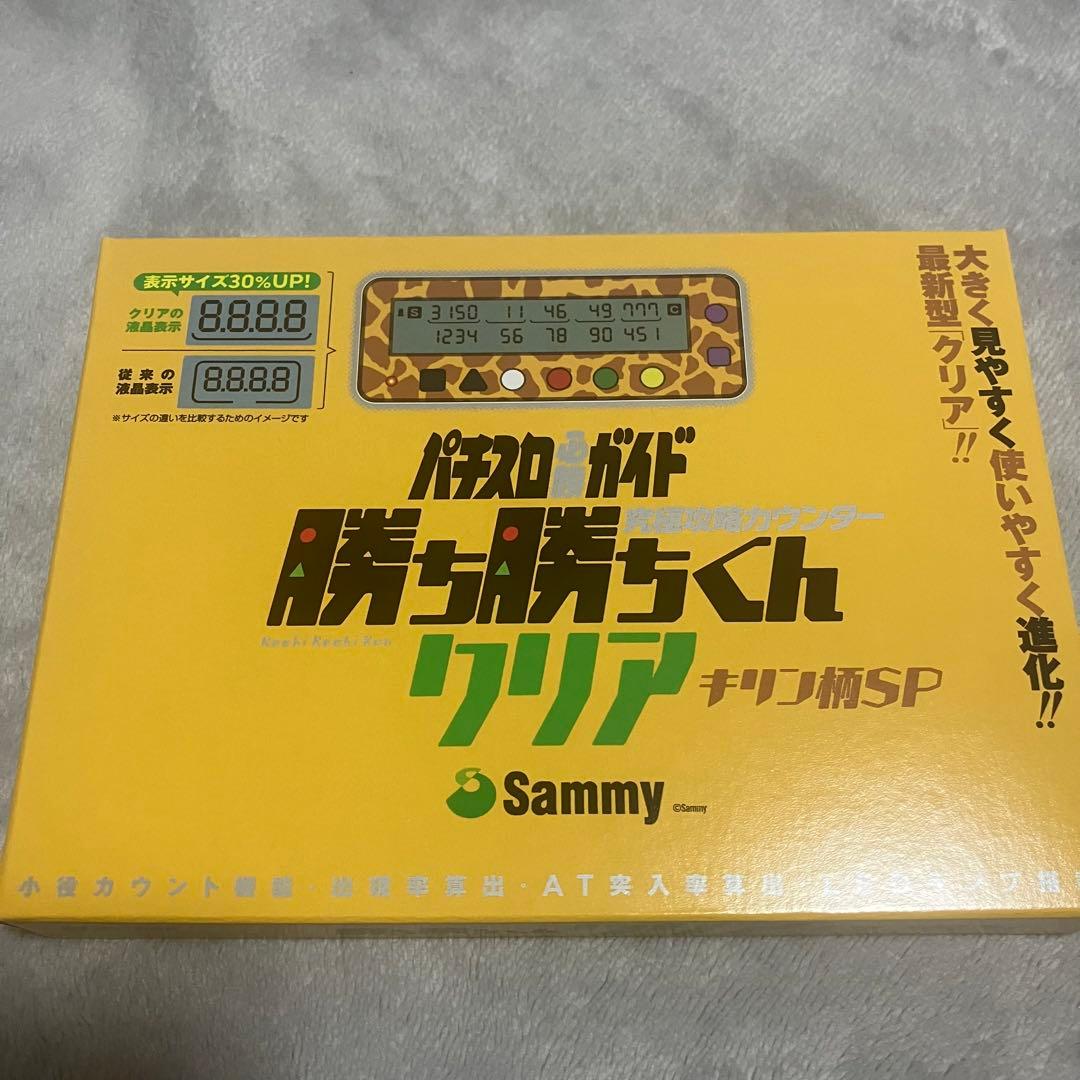 表示サイズ30%UP!
クリアの
液晶表示
8.8.8.8
従来の
液晶表示
8.8.8.8
※サイズの違いを比較するためのイメージです
S 3150 11 46 49 777 C
1234 56 78 90 451
大きく見やすく使いやすく進化!!
最新型「クリア」!!
パチスロ必勝ガイド
究極攻略カウンター
勝ち勝ちくん
Kachi Kachi Kun
クリア
キリン柄SP
Sammy
©Sammy
小役カウント機能・出現率算出・AT突入率算出